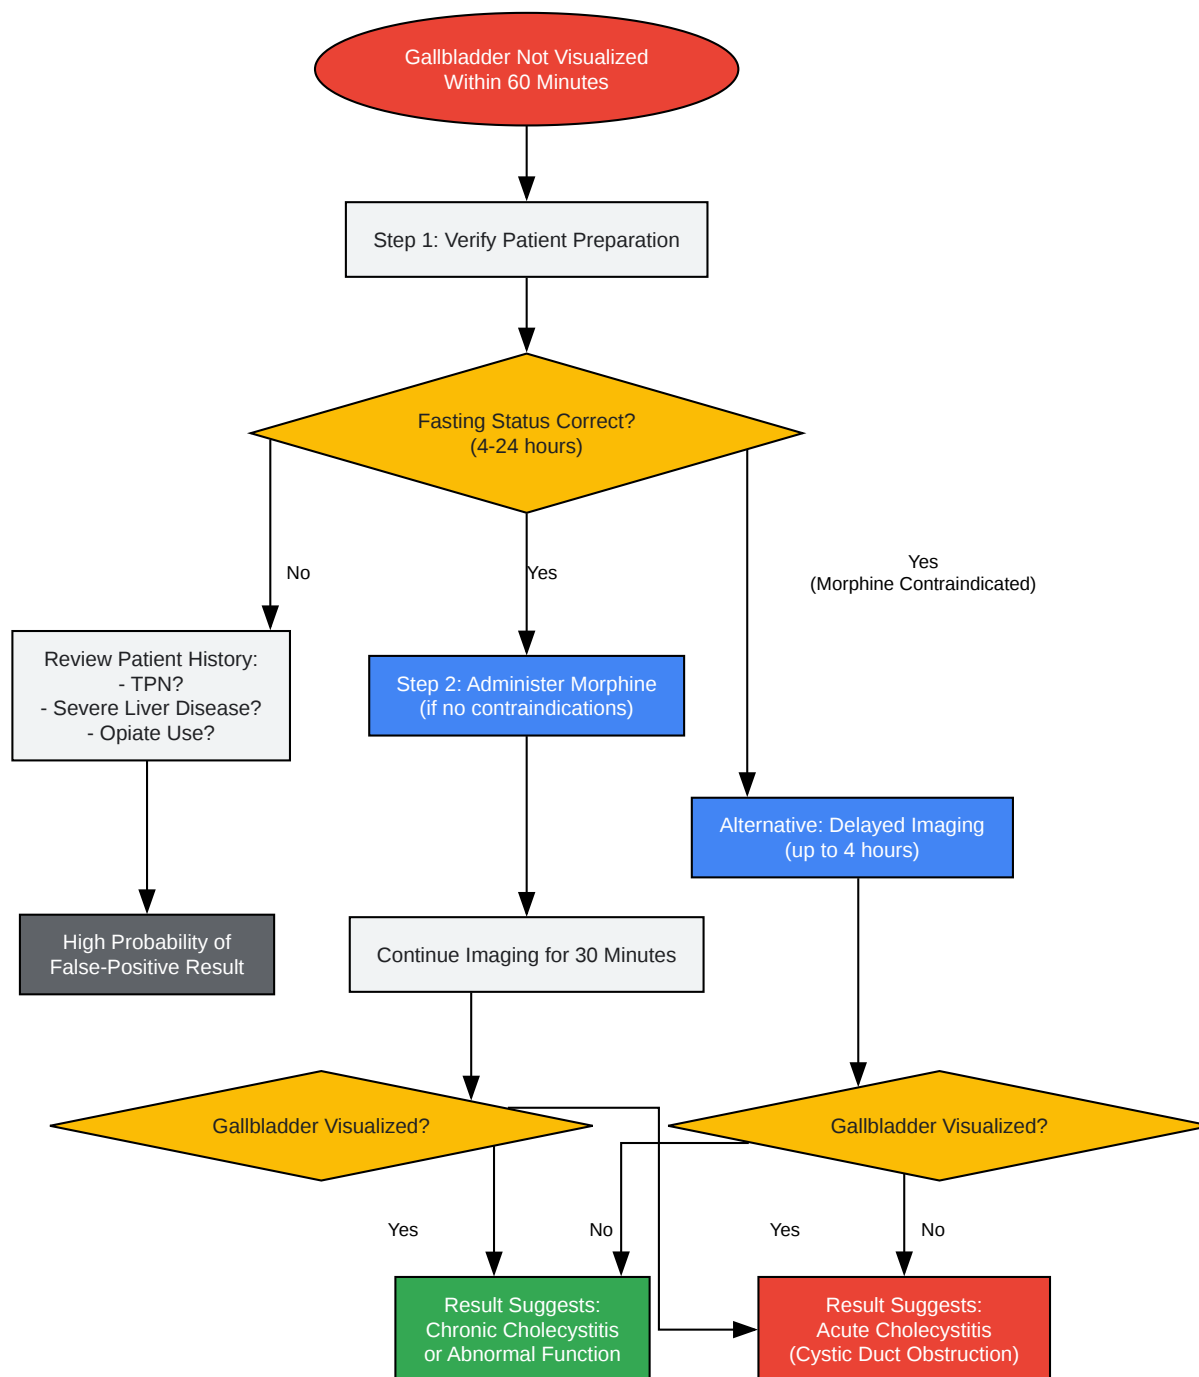 Gallbladder Not Visualized
Within 60 Minutes
Step 1: Verify Patient Preparation
Fasting Status Correct?
(4-24 hours)
No
Yes
Yes
(Morphine Contraindicated)
Review Patient History:
- TPN?
- Severe Liver Disease?
- Opiate Use?
Step 2: Administer Morphine
(if no contraindications)
Alternative: Delayed Imaging
(up to 4 hours)
High Probability of
False-Positive Result
Continue Imaging for 30 Minutes
Gallbladder Visualized?
Gallbladder Visualized?
Yes
No
Yes
No
Result Suggests:
Chronic Cholecystitis
or Abnormal Function
Result Suggests:
Acute Cholecystitis
(Cystic Duct Obstruction)